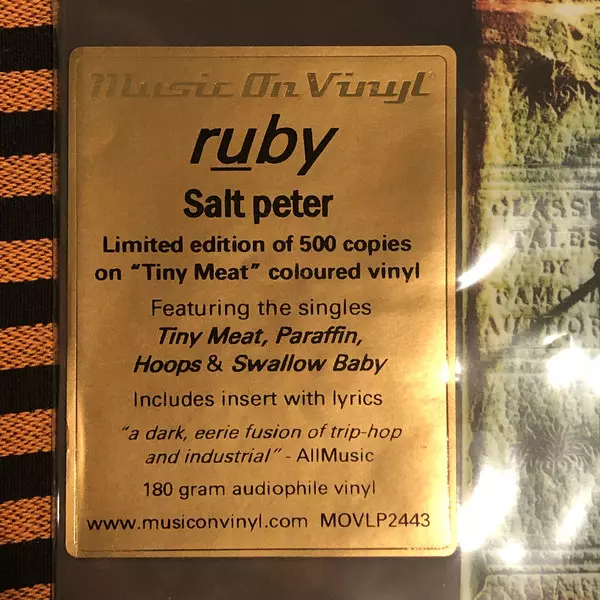 Music On Vinyl
ruby
Salt peter
Limited edition of 500 copies
on “Tiny Meat” coloured vinyl
Featuring the singles
Tiny Meat, Paraffin,
Hoops & Swallow Baby
Includes insert with lyrics
“a dark, eerie fusion of trip-hop
and industrial” - AllMusic
180 gram audiophile vinyl
www.musiconvinyl.com MOVLP2443
TALES
BY